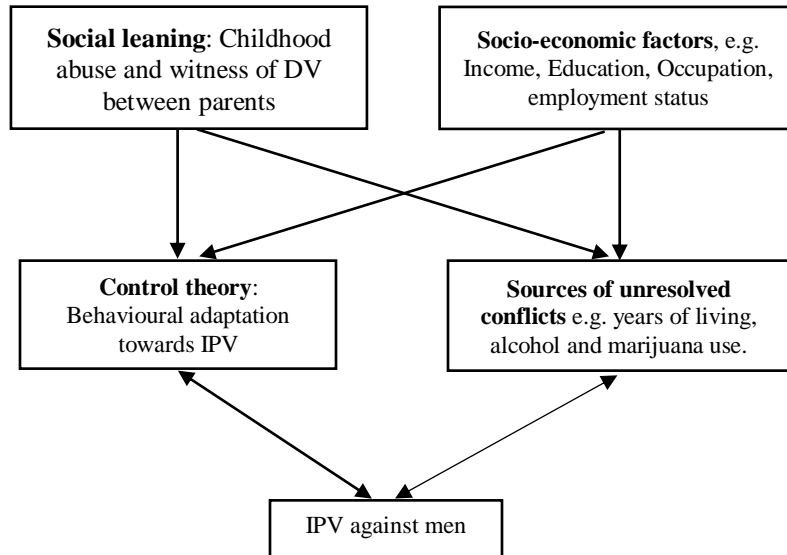 Social leaning: Childhood
abuse and witness of DV
between parents
Socio-economic factors, e.g.
Income, Education, Occupation,
employment status
Control theory:
Behavioural adaptation
towards IPV
Sources of unresolved
conflicts e.g. years of living,
alcohol and marijuana use.
IPV against men